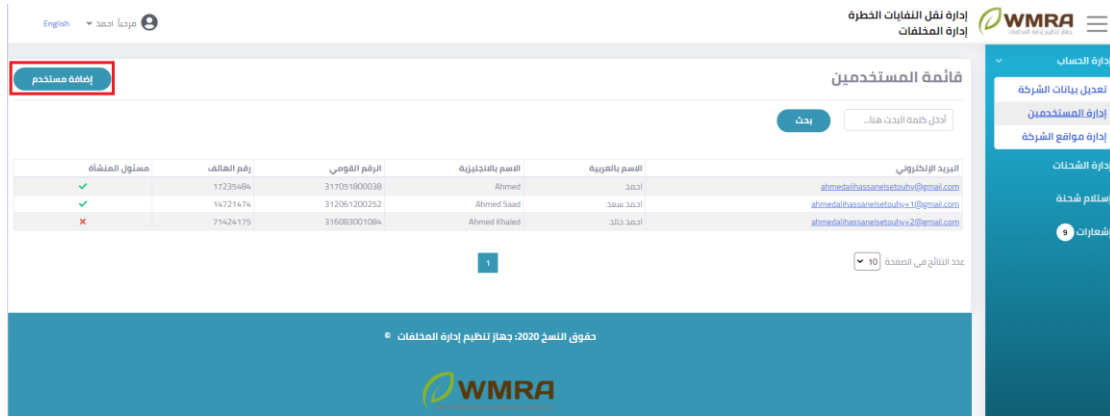 إدارة نقل النفايات الخطرة
إدارة المخلفات
WMRA
جهاز تنظيم إدارة المخلفات
مرحباً احمد
English
إدارة الحساب
تعديل بيانات الشركة
إدارة المستخدمين
إدارة مواقع الشركة
إدارة الشحنات
إستلام شحنة
إشعارات 9
قائمة المستخدمين
إضافة مستخدم
أدخل كلمة البحث هنا...
بحث
البريد الإلكتروني الاسم بالعربية الاسم بالانجليزية الرقم القومي رقم الهاتف مسئول المنشأة
ahmedalihassanelsetouhy@gmail.com احمد Ahmed 317051800038 17235484
ahmedalihassanelsetouhy+1@gmail.com احمد سعد Ahmed Saad 312061200252 14721474
ahmedalihassanelsetouhy+2@gmail.com احمد خالد Ahmed Khaled 316083001084 71424175
عدد النتائج في الصفحة 10
1
حقوق النسخ 2020: جهاز تنظيم إدارة المخلفات ©
WMRA